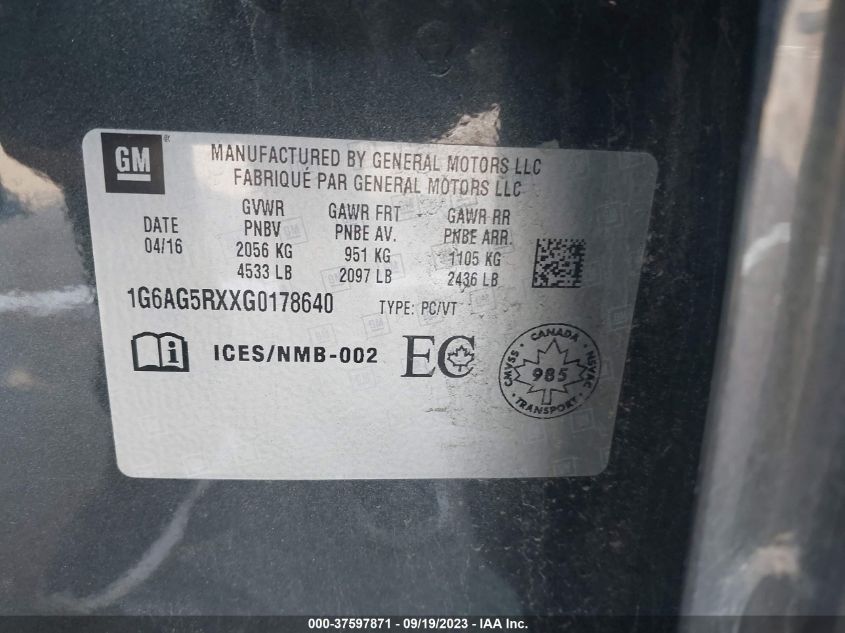 GM
MANUFACTURED BY GENERAL MOTORS LLC
FABRIQUÉ PAR GENERAL MOTORS LLC
DATE
04/16
GVWR
PNBV
2056 KG
4533 LB
GAWR FRT
PNBE AV.
951 KG
2097 LB
GAWR RR
PNBE ARR.
1105 KG
2436 LB
1G6AG5RXXG0178640 TYPE: PC/VT
i ICES/NMB-002 EC
CANADA
CMVSS 985 NSVAC
TRANSPORT
000-37597871 - 09/19/2023 - IAA Inc.